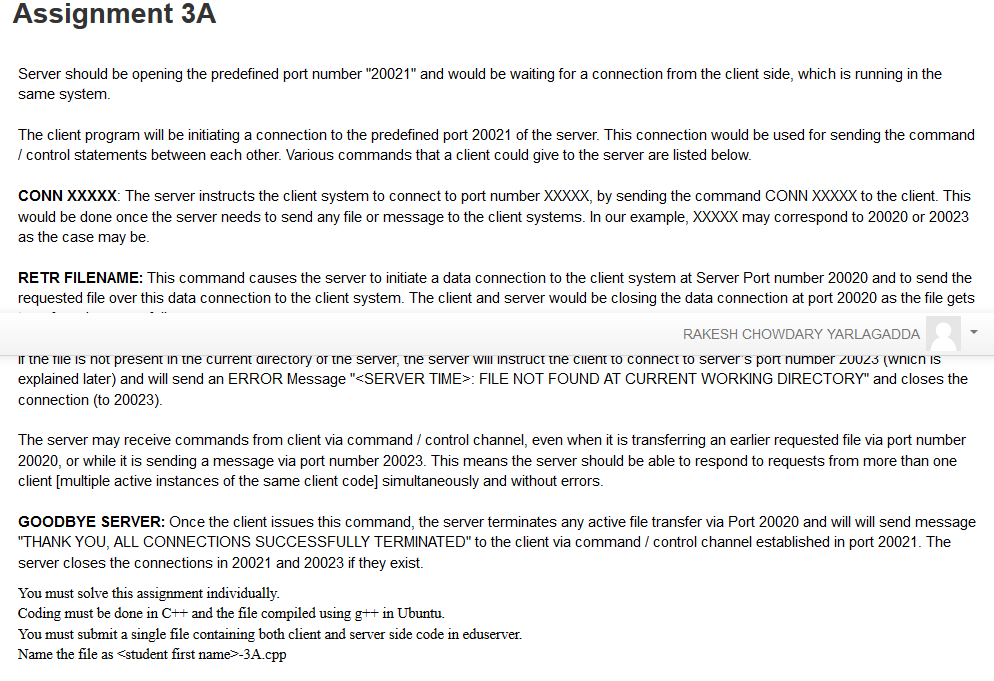 Assignment 3A
Server should be opening the predefined port number "20021" and would be waiting for a connection from the client side, which is running in the
same system.
The client program will be initiating a connection to the predefined port 20021 of the server. This connection would be used for sending the command
/ control statements between each other. Various commands that a client could give to the server are listed below.
CONN XXXXX: The server instructs the client system to connect to port number XXXXX, by sending the command CONN XXXXX to the client. This
would be done once the server needs to send any file or message to the client systems. In our example, XXXXX may correspond to 20020 or 20023
as the case may be.
RETR FILENAME: This command causes the server to initiate a data connection to the client system at Server Port number 20020 and to send the
requested file over this data connection to the client system. The client and server would be closing the data connection at port 20020 as the file gets
RAKESH CHOWDARY YARLAGADDA
If the file is not present in the current directory of the server, the server will instruct the client to connect to server's port number 20023 (which is
explained later) and will send an ERROR Message "<SERVER TIME>: FILE NOT FOUND AT CURRENT WORKING DIRECTORY" and closes the
connection (to 20023).
The server may receive commands from client via command / control channel, even when it is transferring an earlier requested file via port number
20020, or while it is sending a message via port number 20023. This means the server should be able to respond to requests from more than one
client [multiple active instances of the same client code] simultaneously and without errors.
GOODBYE SERVER: Once the client issues this command, the server terminates any active file transfer via Port 20020 and will will send message
"THANK YOU, ALL CONNECTIONS SUCCESSFULLY TERMINATED" to the client via command / control channel established in port 20021. The
server closes the connections in 20021 and 20023 if they exist.
You must solve this assignment individually.
Coding must be done in C++ and the file compiled using g++ in Ubuntu.
You must submit a single file containing both client and server side code in eduserver.
Name the file as <student first name>-3A.cpp